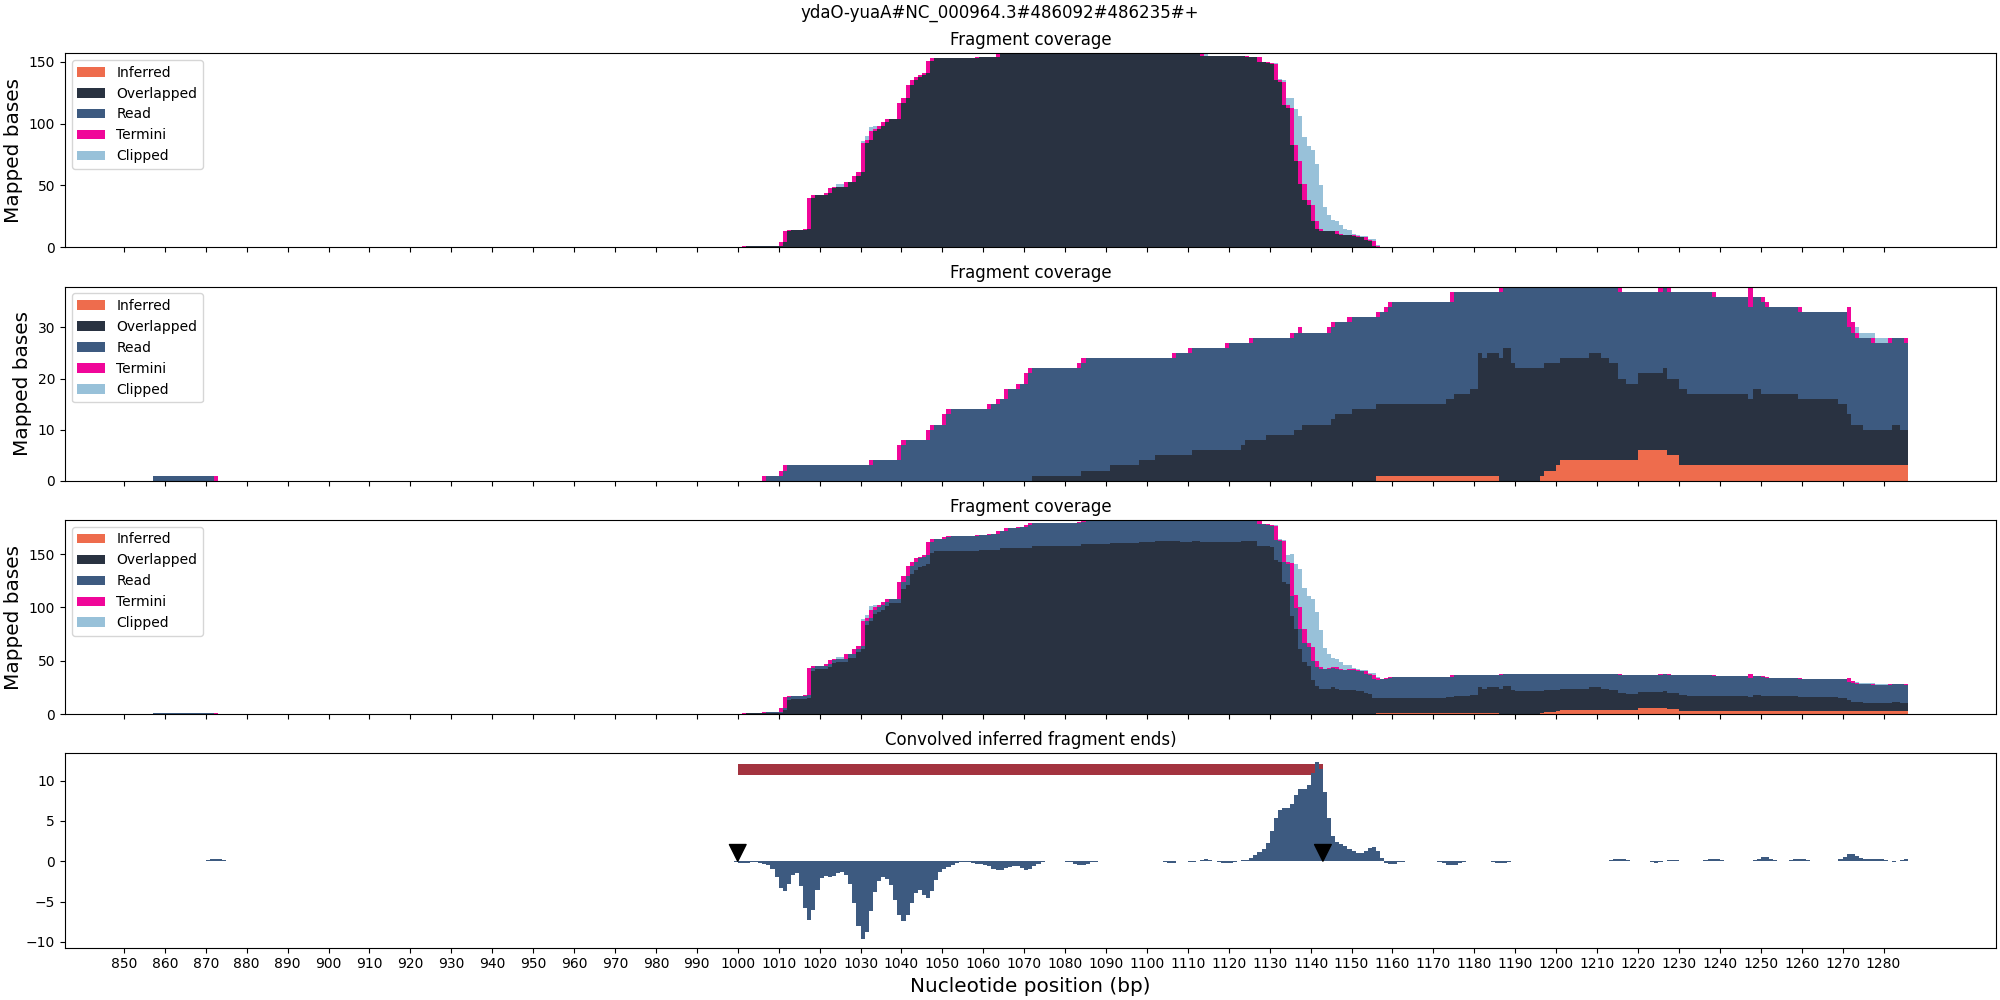 ydaO-yuaA#NC_000964.3#486092#486235#+
Fragment coverage
Mapped bases
150
100
50
0
Inferred
Overlapped
Read
Termini
Clipped
Fragment coverage
Mapped bases
30
20
10
0
Inferred
Overlapped
Read
Termini
Clipped
Fragment coverage
Mapped bases
150
100
50
0
Inferred
Overlapped
Read
Termini
Clipped
Convolved inferred fragment ends)
10
5
0
−5
−10
850 860 870 880 890 900 910 920 930 940 950 960 970 980 990 1000 1010 1020 1030 1040 1050 1060 1070 1080 1090 1100 1110 1120 1130 1140 1150 1160 1170 1180 1190 1200 1210 1220 1230 1240 1250 1260 1270 1280
Nucleotide position (bp)